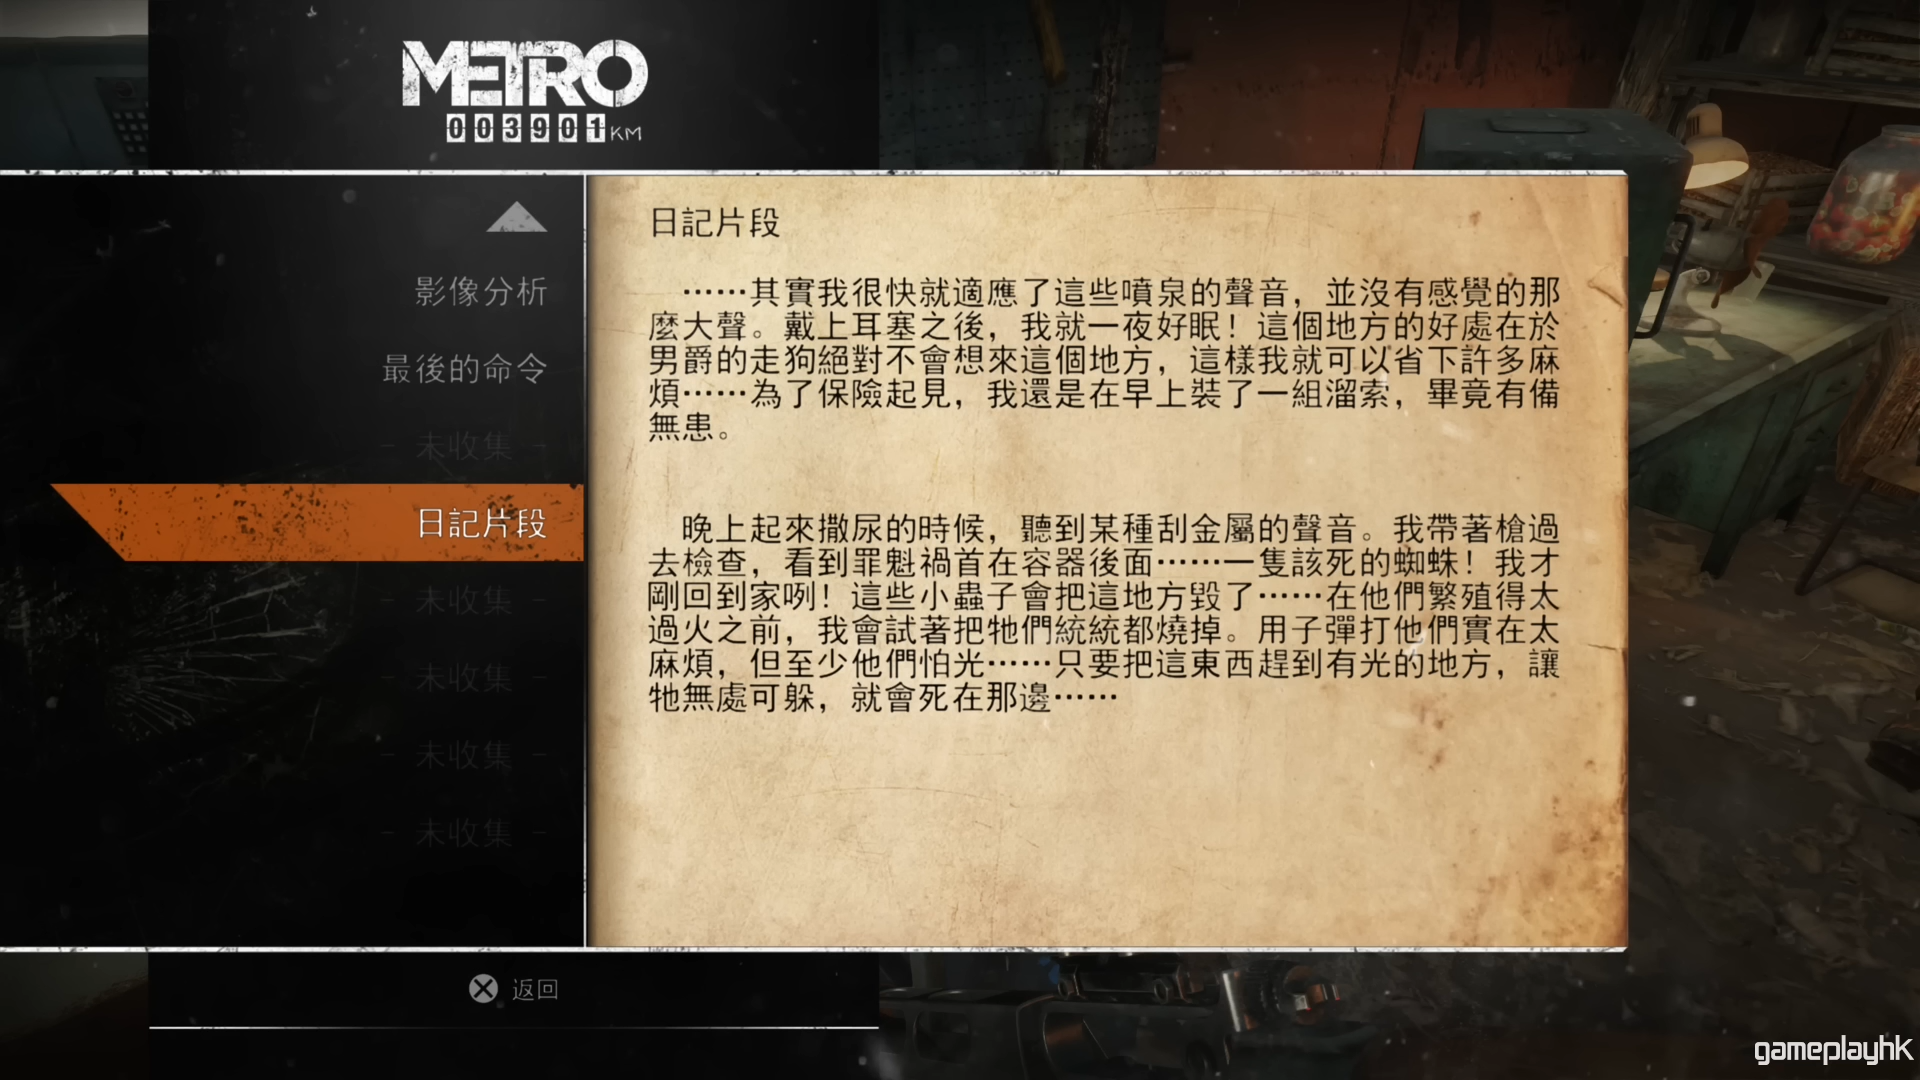 METRO
003901KM
影像分析
最後的命令
- 未收集 -
日記片段
- 未收集 -
- 未收集 -
- 未收集 -
- 未收集 -
日記片段
……其實我很快就適應了這些噴泉的聲音，並沒有感覺的那
麼大聲。戴上耳塞之後，我就一夜好眠！這個地方的好處在於
男爵的走狗絕對不會想來這個地方，這樣我就可以省下許多麻
煩……為了保險起見，我還是在早上裝了一組溜索，畢竟有備
無患。
晚上起來撒尿的時候，聽到某種刮金屬的聲音。我帶著槍過
去檢查，看到罪魁禍首在容器後面……一隻該死的蜘蛛！我才
剛回到家咧！這些小蟲子會把這地方毀了……在他們繁殖得太
過火之前，我會試著把牠們統統都燒掉。用子彈打他們實在太
麻煩，但至少他們怕光……只要把這東西趕到有光的地方，讓
牠無處可躲，就會死在那邊……
返回
gameplayhk